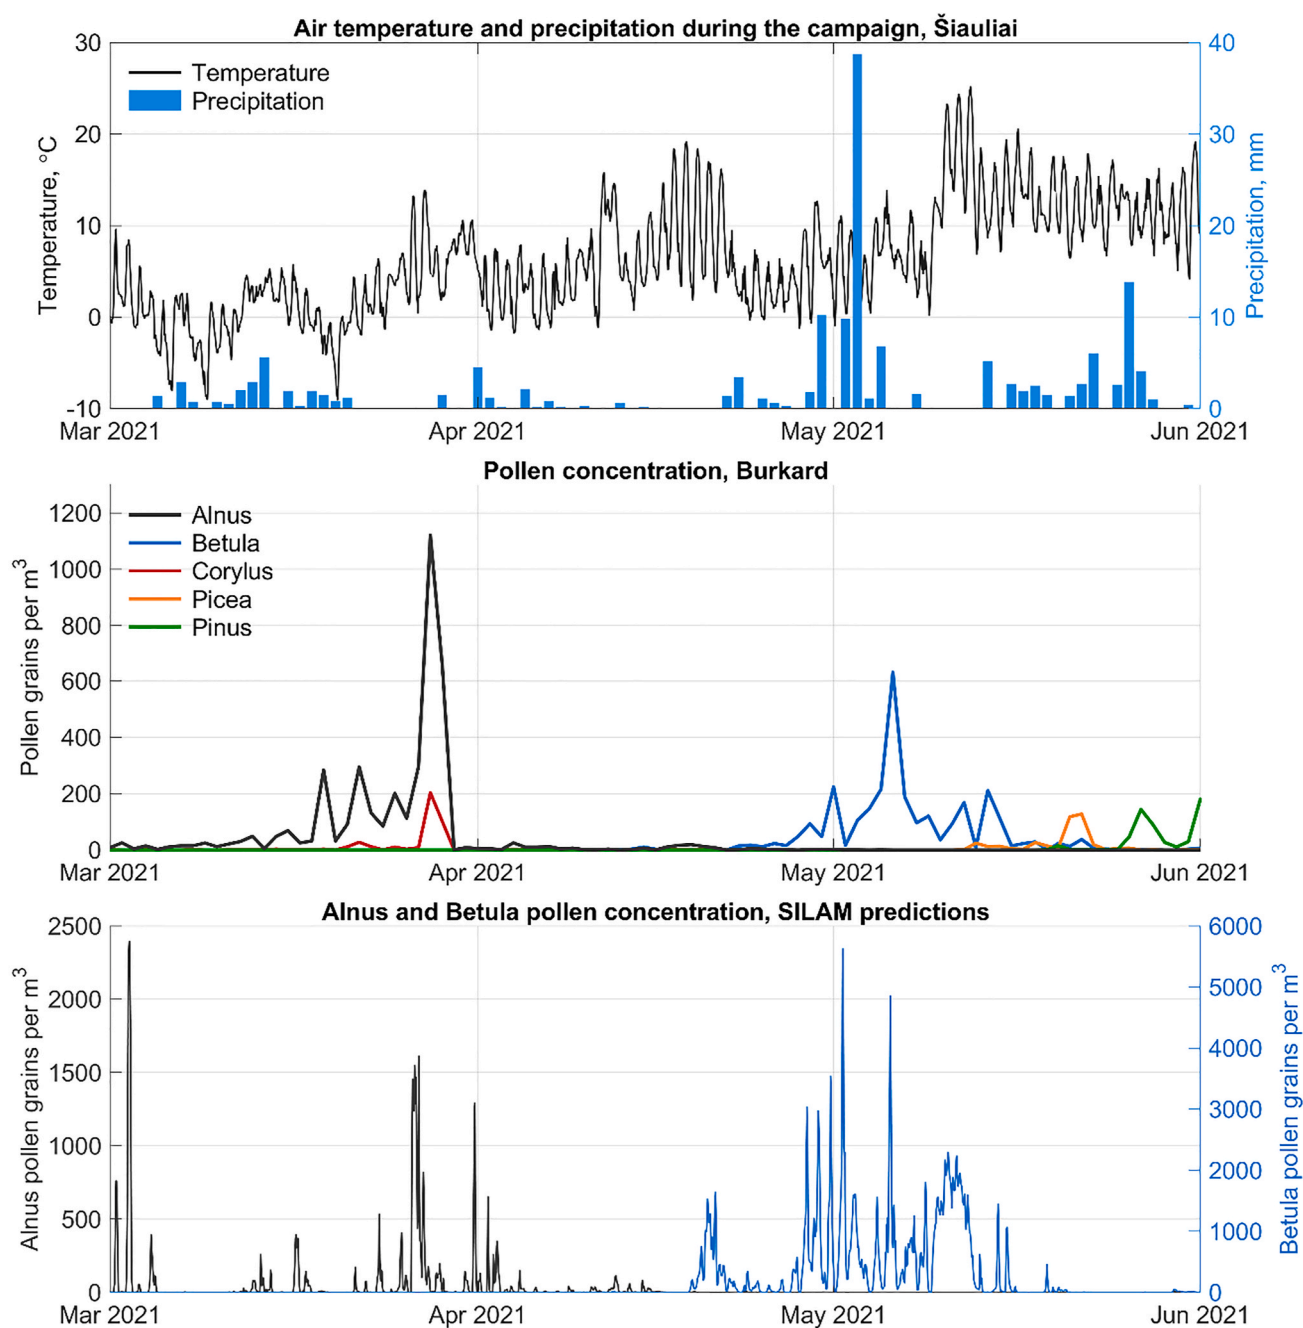 Air temperature and precipitation during the campaign, Šiauliai
30
20
10
0
-10
Temperature, °C
Temperature
Precipitation
40
30
20
10
0
Precipitation, mm
Mar 2021
Apr 2021
May 2021
Jun 2021
Pollen concentration, Burkard
1200
1000
800
600
400
200
0
Pollen grains per m³
Alnus
Betula
Corylus
Picea
Pinus
Mar 2021
Apr 2021
May 2021
Jun 2021
Alnus and Betula pollen concentration, SILAM predictions
2500
2000
1500
1000
500
0
Alnus pollen grains per m³
6000
5000
4000
3000
2000
1000
0
Betula pollen grains per m³
Mar 2021
Apr 2021
May 2021
Jun 2021